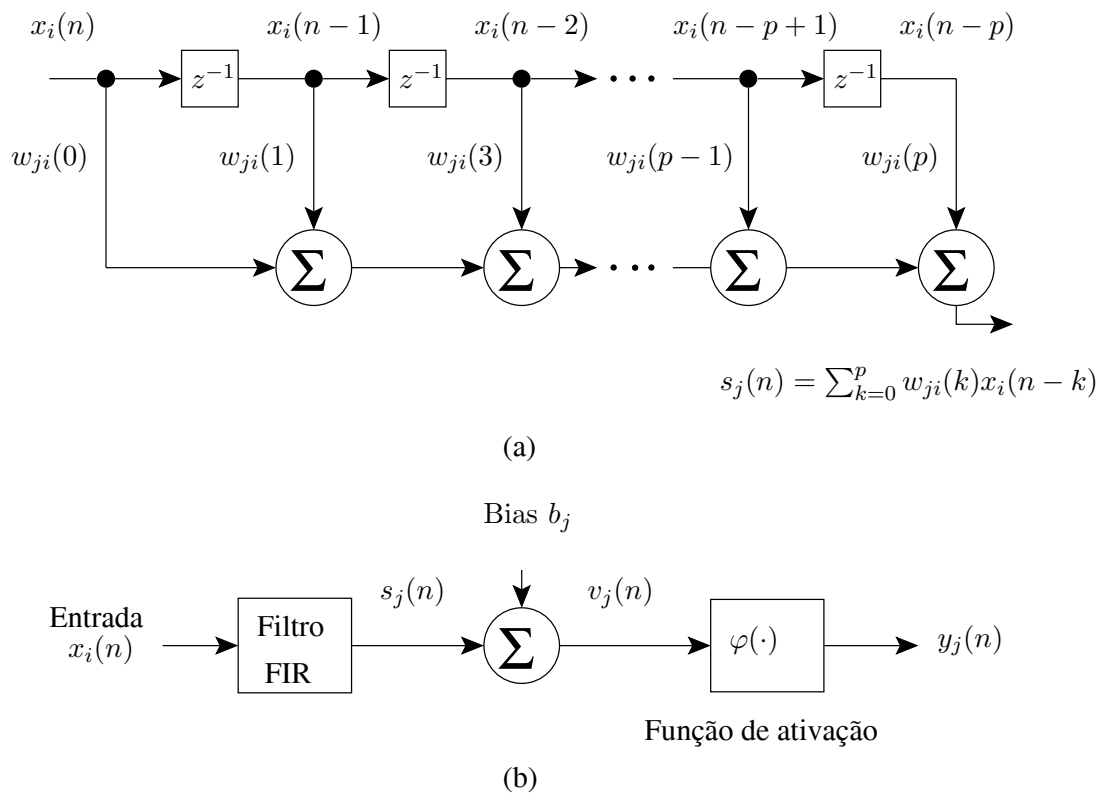 x_i(n) x_i(n − 1) x_i(n − 2) x_i(n − p + 1) x_i(n − p)
z^{−1} z^{−1} · · · z^{−1}
w_{ji}(0) w_{ji}(1) w_{ji}(3) w_{ji}(p − 1) w_{ji}(p)
Σ Σ · · · Σ Σ
s_j(n) = ∑_{k=0}^{p} w_{ji}(k)x_i(n − k)
(a)
Bias b_j
s_j(n) v_j(n)
Entrada
x_i(n)
Filtro
FIR
Σ
φ(·)
y_j(n)
Função de ativação
(b)